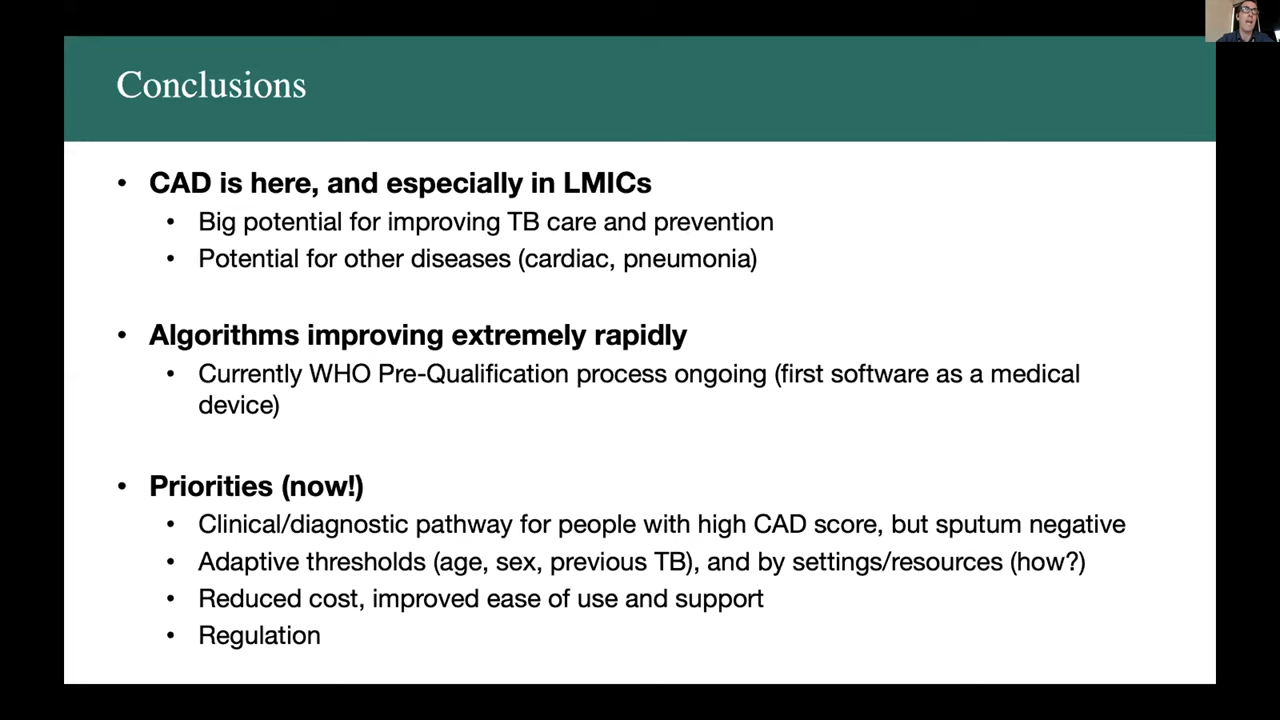 Conclusions
• CAD is here, and especially in LMICs
• Big potential for improving TB care and prevention
• Potential for other diseases (cardiac, pneumonia)
• Algorithms improving extremely rapidly
• Currently WHO Pre-Qualification process ongoing (first software as a medical
device)
• Priorities (now!)
• Clinical/diagnostic pathway for people with high CAD score, but sputum negative
• Adaptive thresholds (age, sex, previous TB), and by settings/resources (how?)
• Reduced cost, improved ease of use and support
• Regulation